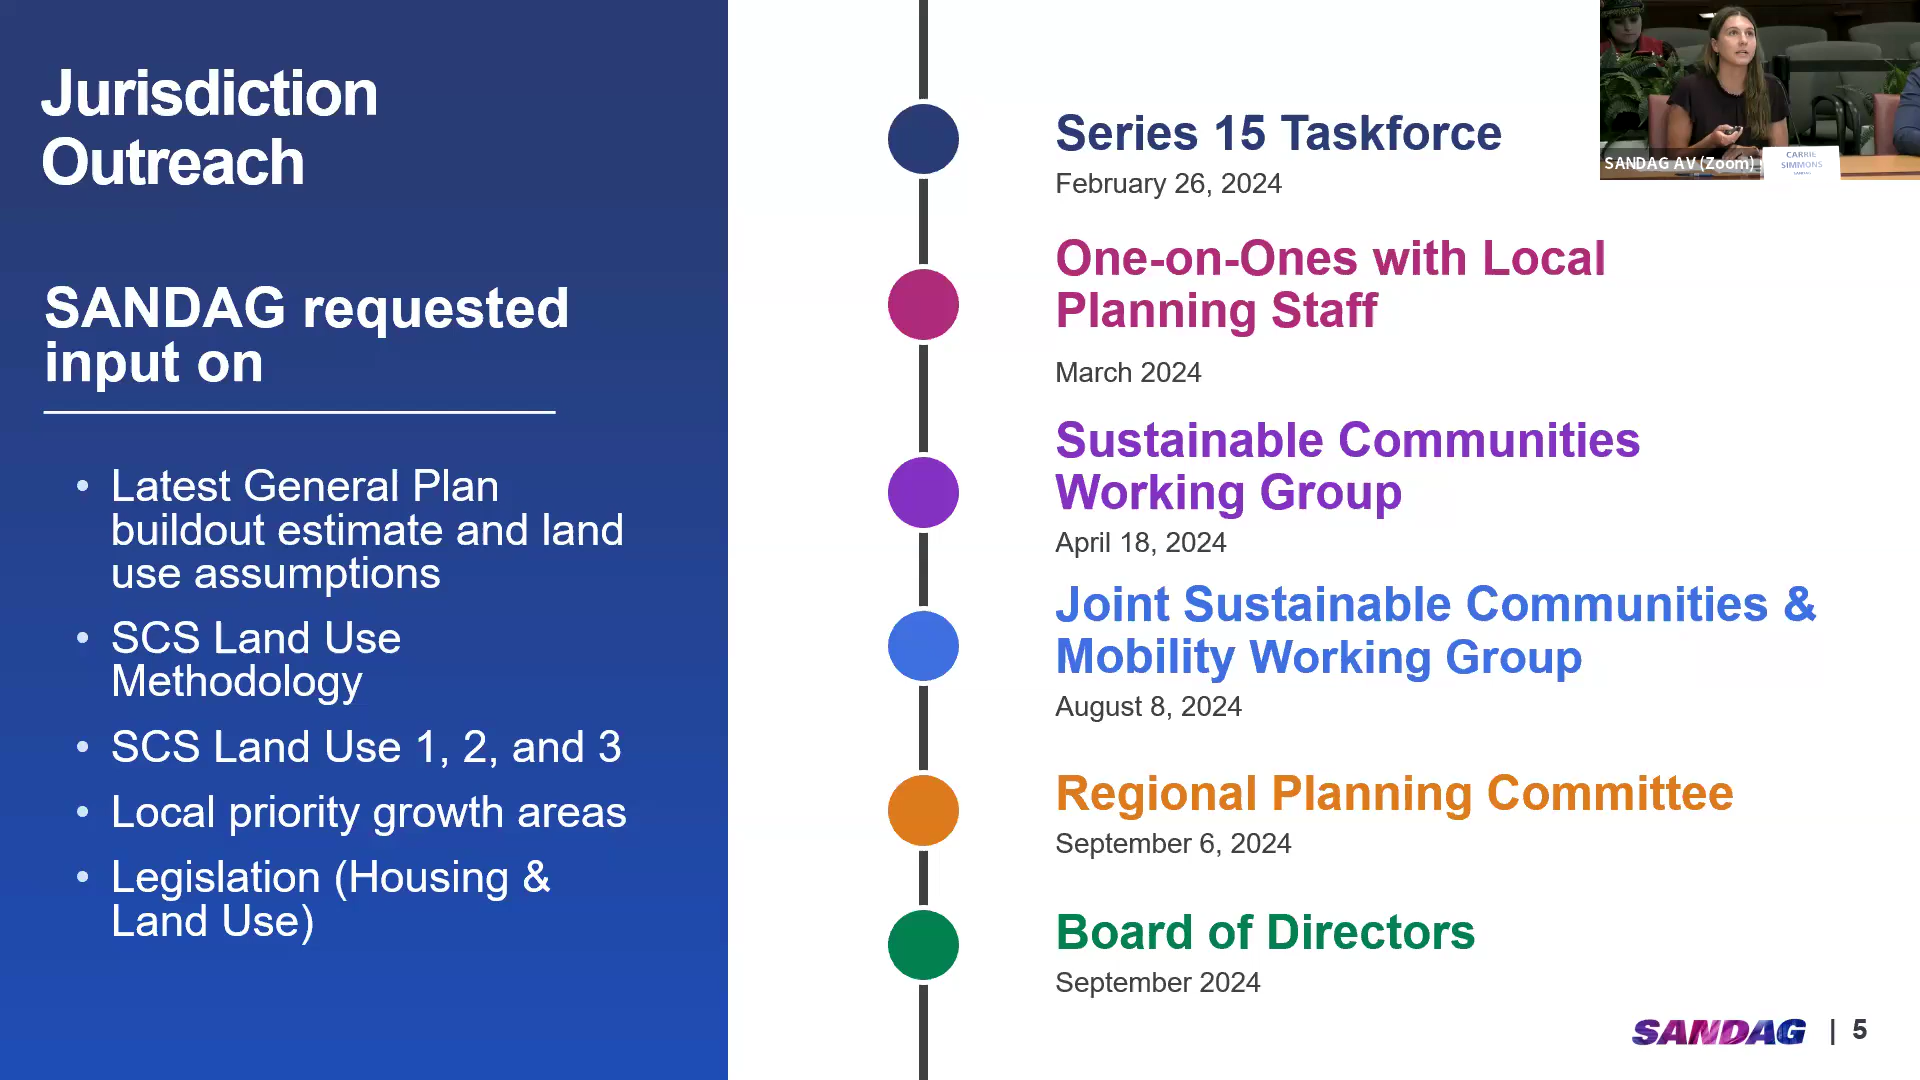 Jurisdiction
Outreach
SANDAG requested
input on
• Latest General Plan
buildout estimate and land
use assumptions
• SCS Land Use
Methodology
• SCS Land Use 1, 2, and 3
• Local priority growth areas
• Legislation (Housing &
Land Use)
Series 15 Taskforce
February 26, 2024
One-on-Ones with Local
Planning Staff
March 2024
Sustainable Communities
Working Group
April 18, 2024
Joint Sustainable Communities &
Mobility Working Group
August 8, 2024
Regional Planning Committee
September 6, 2024
Board of Directors
September 2024
SANDAG AV (Zoom)
CARRIE
SIMMONS
SANDAG | 5